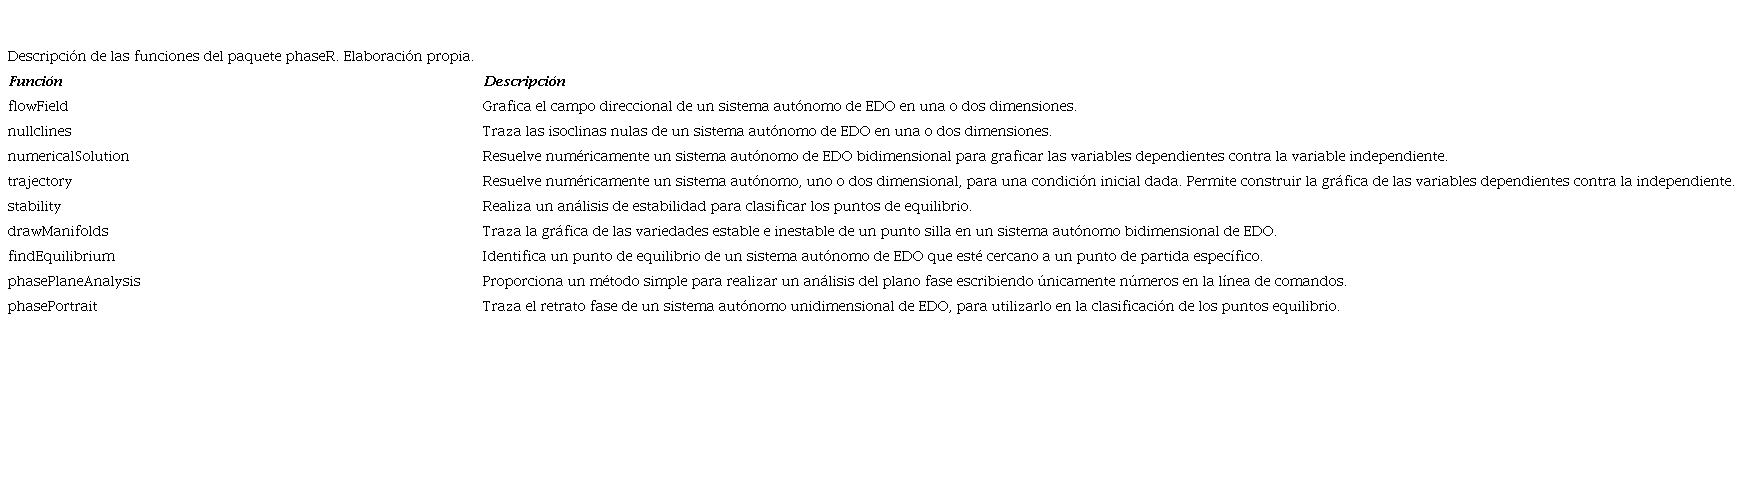 Descripción de las funciones del paquete phaseR. Elaboración propia.
Función Descripción
flowField Grafica el campo direccional de un sistema autónomo de EDO en una o dos dimensiones.
nullclines Traza las isoclinas nulas de un sistema autónomo de EDO en una o dos dimensiones.
numericalSolution Resuelve numéricamente un sistema autónomo de EDO bidimensional para graficar las variables dependientes contra la variable independiente.
trajectory Resuelve numéricamente un sistema autónomo, uno o dos dimensional, para una condición inicial dada. Permite construir la gráfica de las variables dependientes contra la independiente.
stability Realiza un análisis de estabilidad para clasificar los puntos de equilibrio.
drawManifolds Traza la gráfica de las variedades estable e inestable de un punto silla en un sistema autónomo bidimensional de EDO.
findEquilibrium Identifica un punto de equilibrio de un sistema autónomo de EDO que esté cercano a un punto de partida específico.
phasePlaneAnalysis Proporciona un método simple para realizar un análisis del plano fase escribiendo únicamente números en la línea de comandos.
phasePortrait Traza el retrato fase de un sistema autónomo unidimensional de EDO, para utilizarlo en la clasificación de los puntos equilibrio.